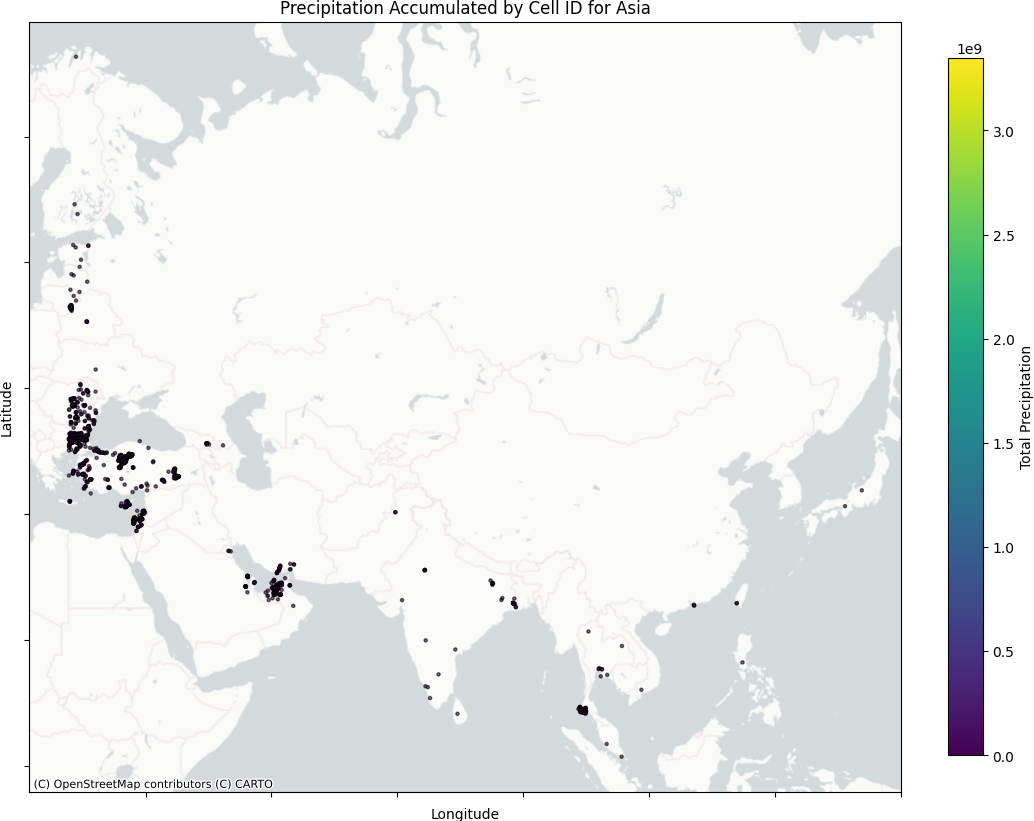 Precipitation Accumulated by Cell ID for Asia
1e9
3.0
2.5
2.0
1.5
1.0
0.5
0.0
Total Precipitation
Latitude
(C) OpenStreetMap contributors (C) CARTO
Longitude